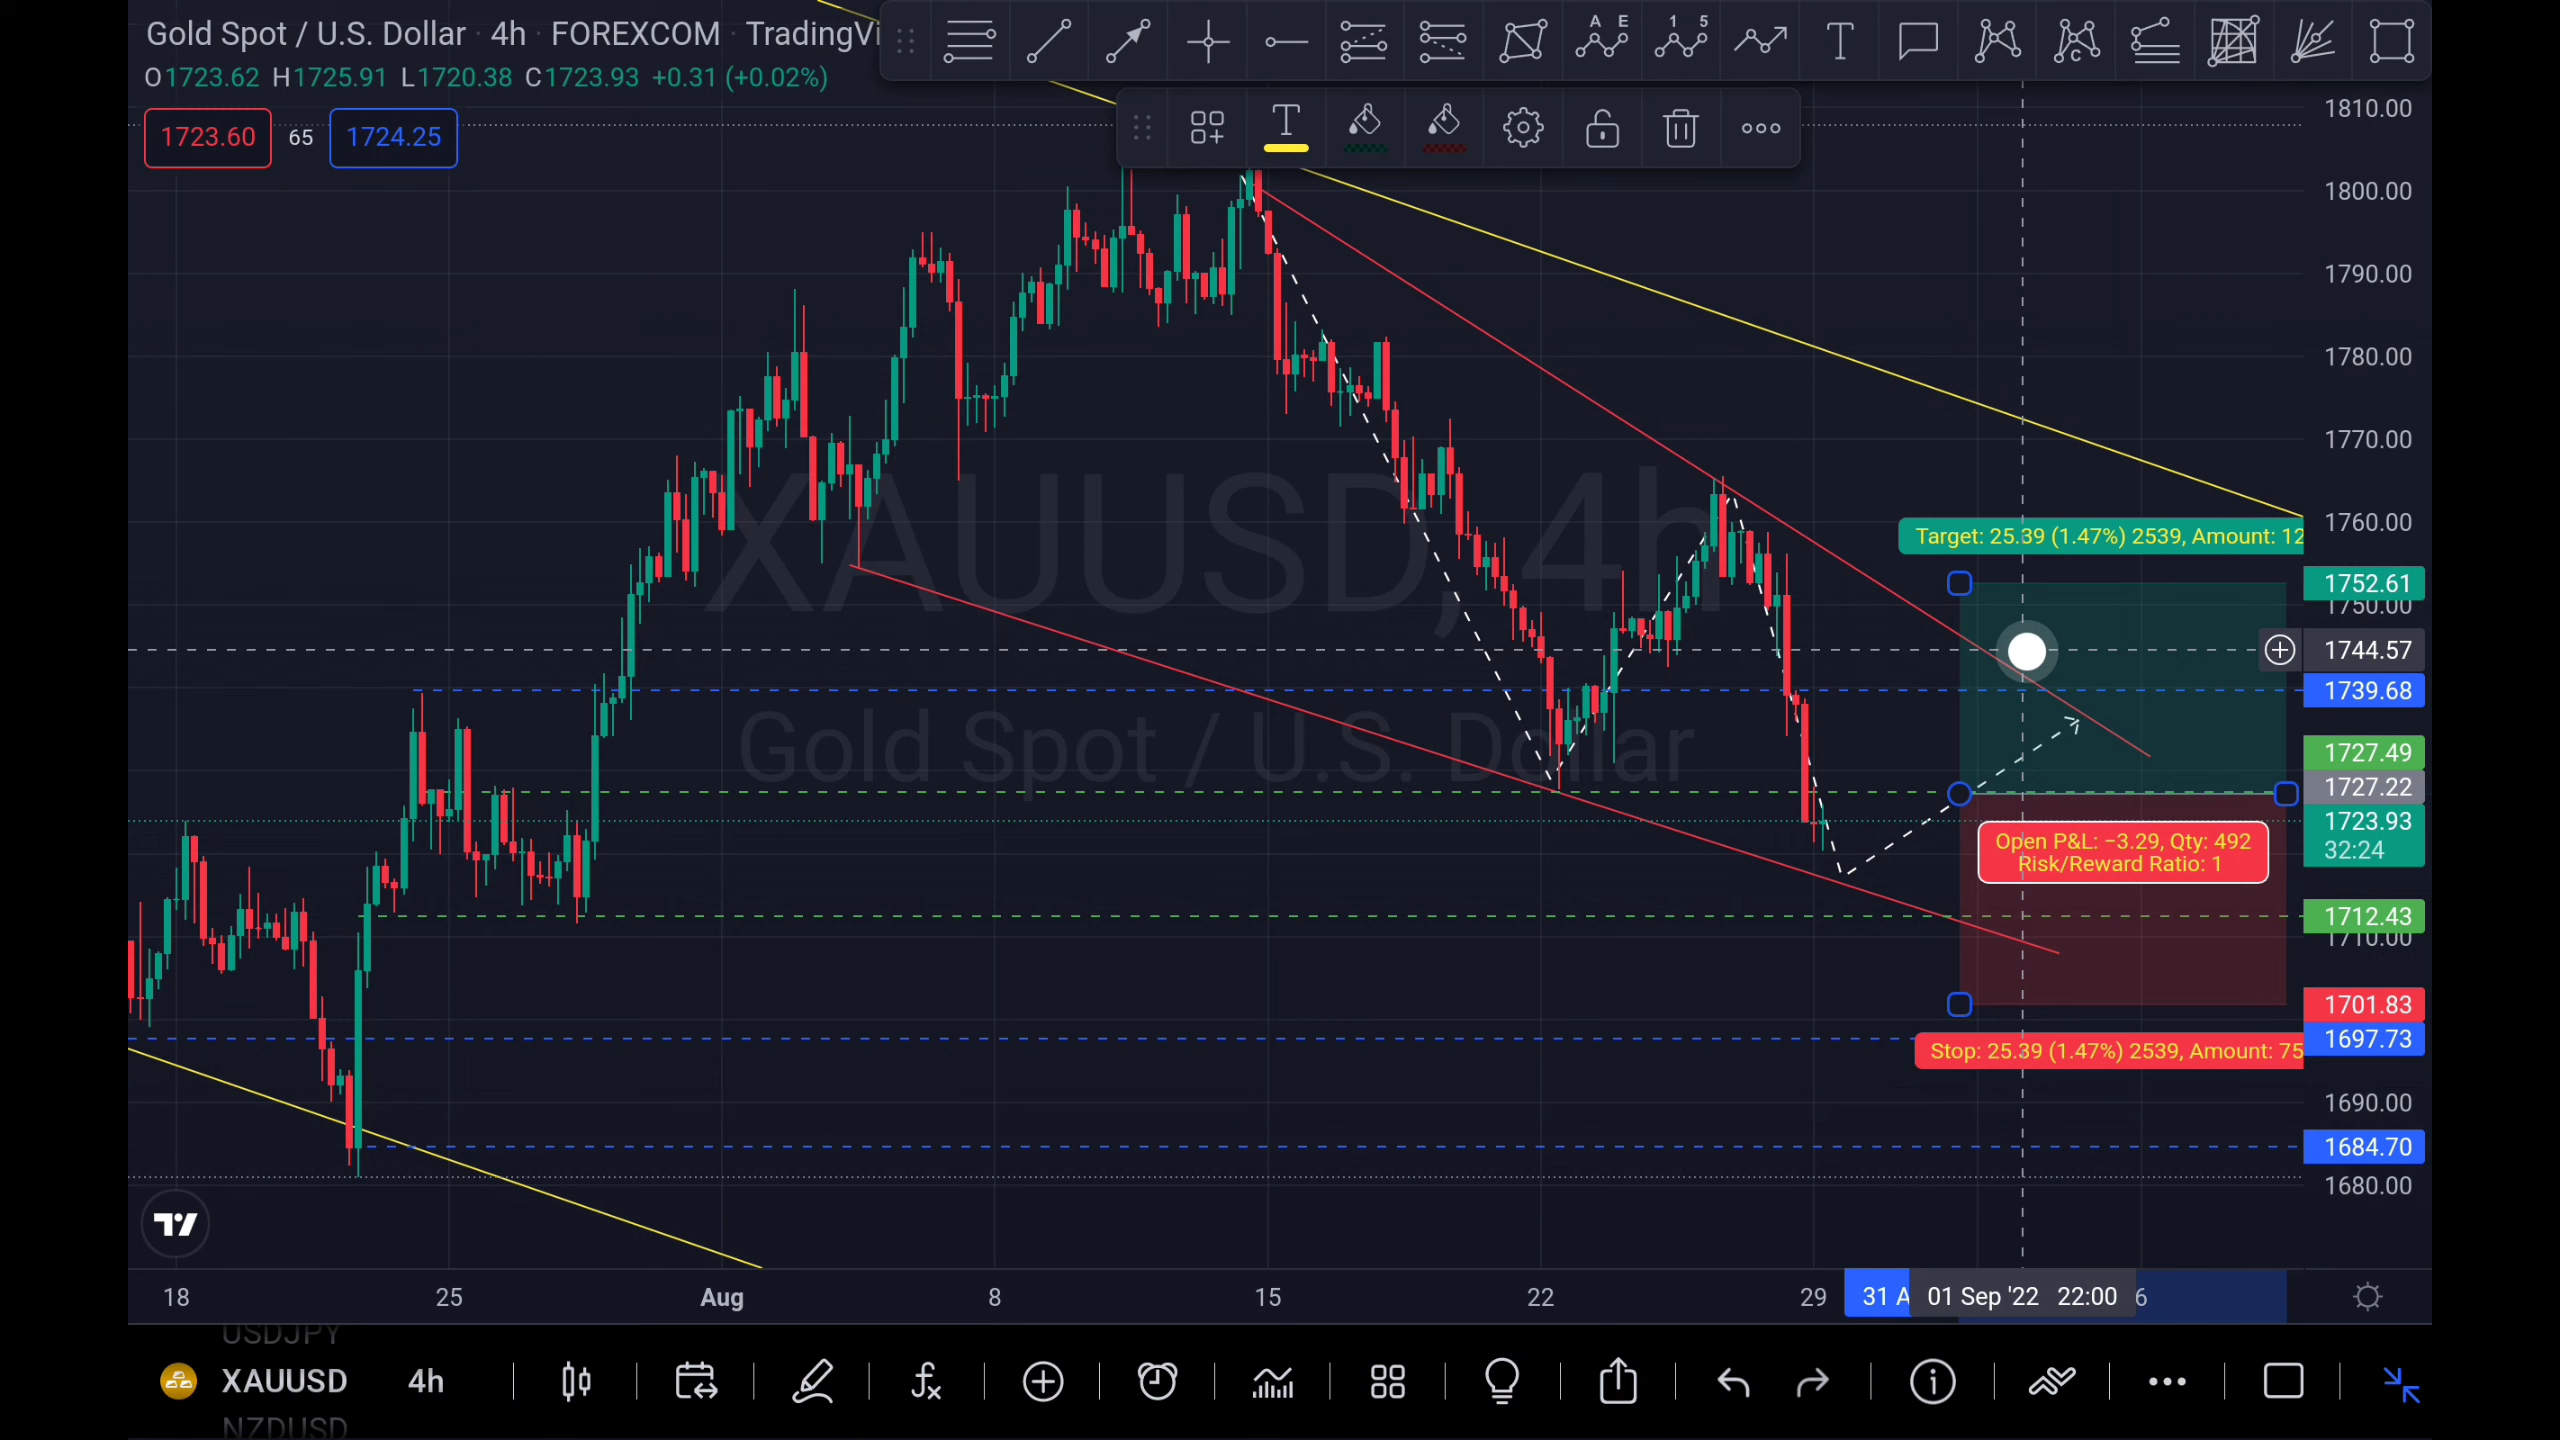 Gold Spot / U.S. Dollar · 4h · FOREXCOM · TradingVi
O1723.62 H1725.91 L1720.38 C1723.93 +0.31 (+0.02%)
1723.60 65 1724.25
A E
1 5
T
C
T
1810.00
1800.00
1790.00
1780.00
1770.00
1760.00
1752.61
1750.00
1744.57
1739.68
1727.49
1727.22
1723.93
32:24
1712.43
1710.00
1701.83
1697.73
1690.00
1684.70
1680.00
XAUUSD, 4h
Gold Spot / U.S. Dollar
Target: 25.39 (1.47%) 2539, Amount: 12
Open P&L: −3.29, Qty: 492
Risk/Reward Ratio: 1
Stop: 25.39 (1.47%) 2539, Amount: 75
18 25 Aug 8 15 22 29 31 A 01 Sep '22 22:00 6
USDJPY
XAUUSD 4h
NZDUSD